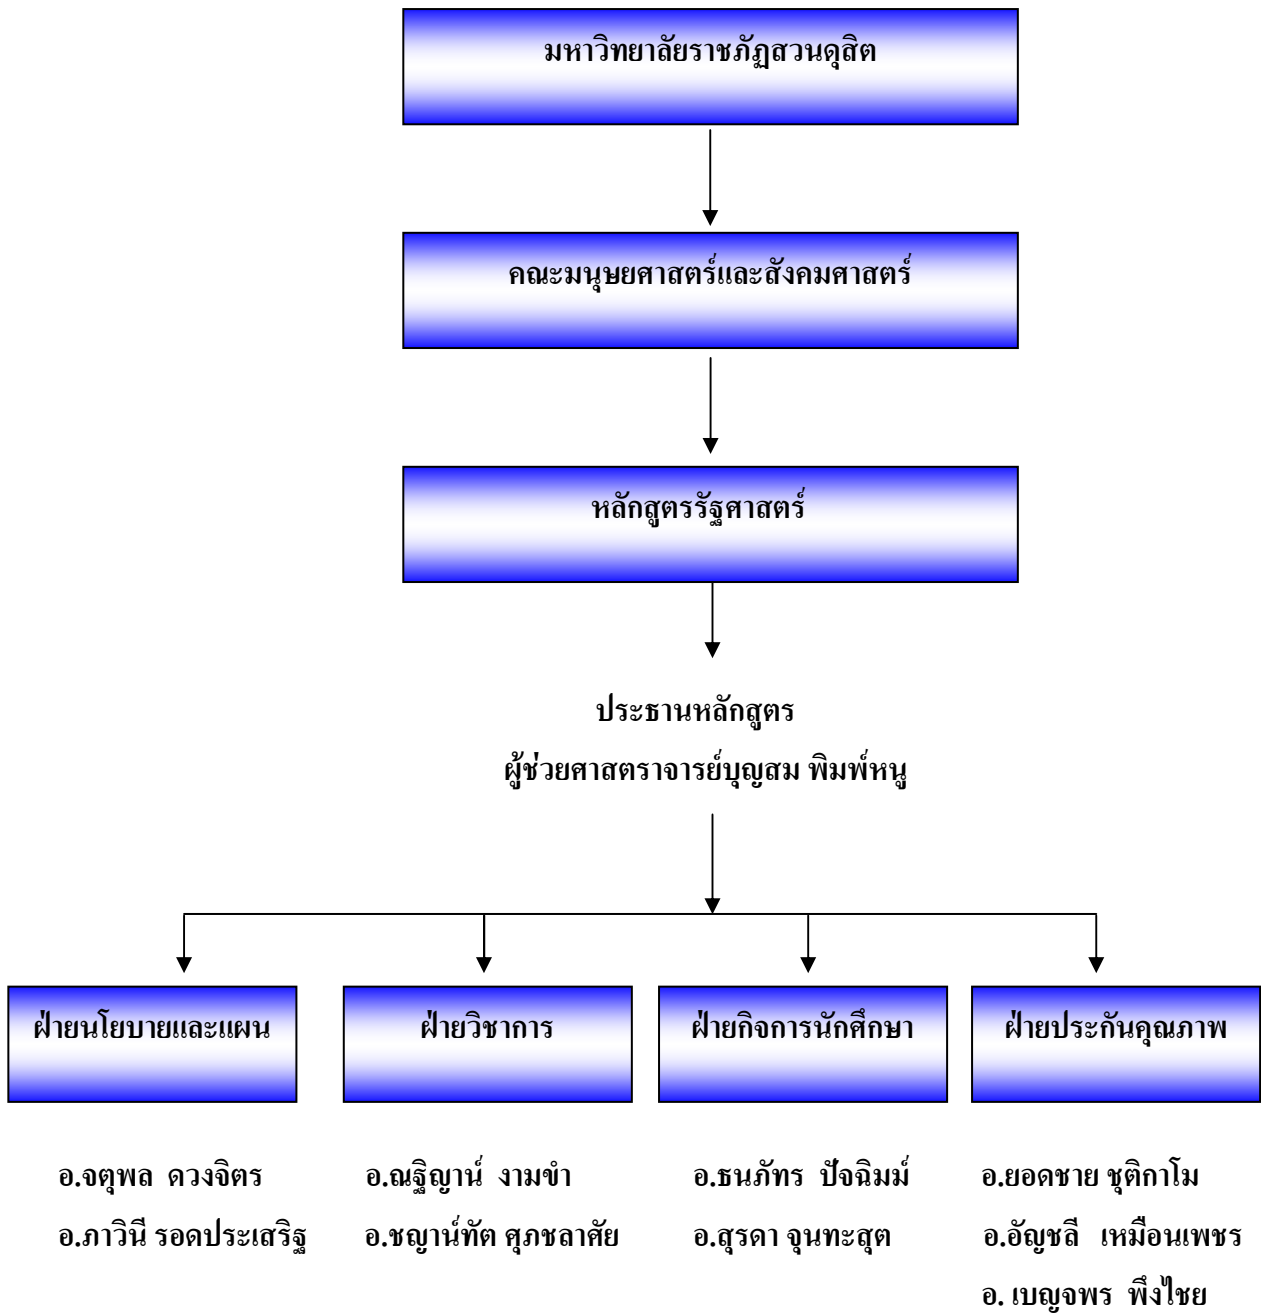 มหาวิทยาลัยราชภัฏสวนดุสิต
คณะมนุษยศาสตร์และสังคมศาสตร์
หลักสูตรรัฐศาสตร์
ประธานหลักสูตร
ผู้ช่วยศาสตราจารย์บุญสม พิมพ์หนู
ฝ่ายนโยบายและแผน
ฝ่ายวิชาการ
ฝ่ายกิจการนักศึกษา
ฝ่ายประกันคุณภาพ
อ.จตุพล ดวงจิตร
อ.ภาวินี รอดประเสริฐ
อ.ณฐิญาน์ งามขำ
อ.ชญาน์ทัต ศุภชลาศัย
อ.ธนภัทร ปัจฉิมม์
อ.สุรดา จุนทะสุต
อ.ยอดชาย ชุติกาโม
อ.อัญชลี เหมือนเพชร
อ. เบญจพร พึงไชย